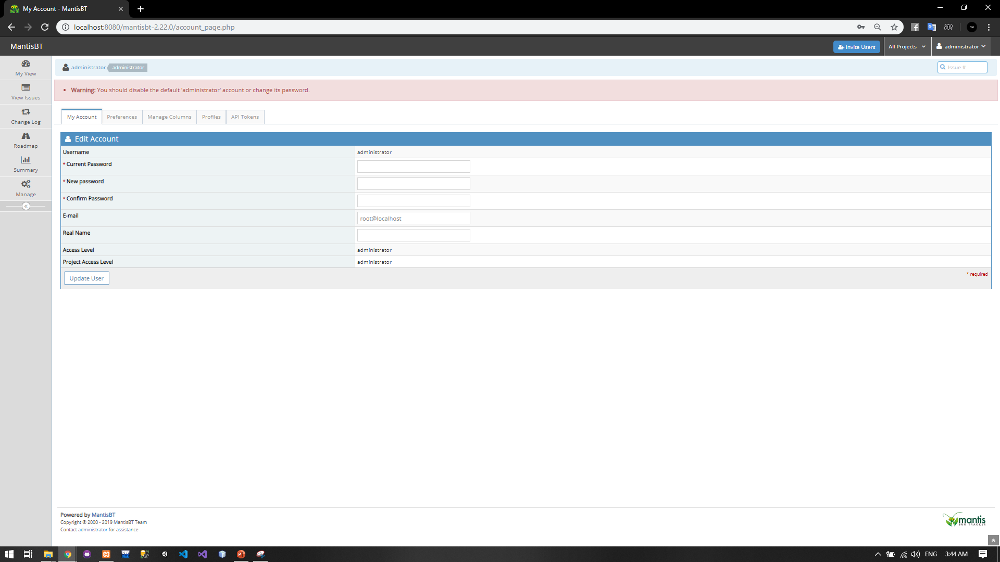 My Account - MantisBT
localhost:8080/mantisbt-2.22.0/account_page.php
MantisBT
Invite Users
All Projects
administrator
My View
View Issues
Change Log
Roadmap
Summary
Manage
administrator administrator
Issue #
Warning: You should disable the default 'administrator' account or change its password.
My Account Preferences Manage Columns Profiles API Tokens
Edit Account
Username administrator
* Current Password
* New password
* Confirm Password
E-mail root@localhost
Real Name
Access Level administrator
Project Access Level administrator
Update User
* required
Powered by MantisBT
Copyright © 2000 - 2019 MantisBT Team
Contact administrator for assistance
mantis
BUG TRACKER
ENG 3:44 AM